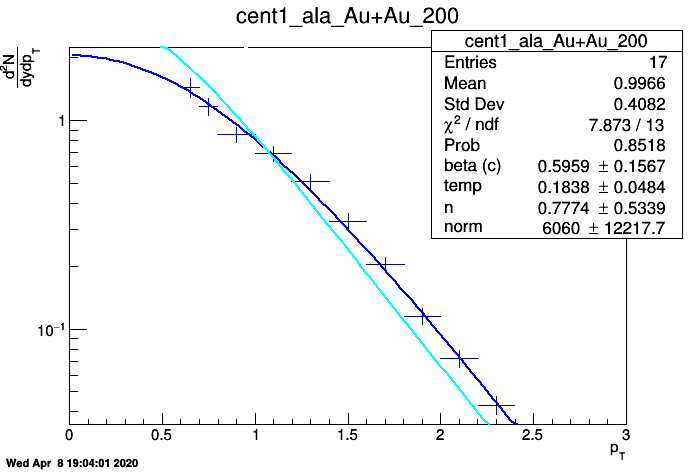 cent1_ala_Au+Au_200
d²N
dydp_T
cent1_ala_Au+Au_200
Entries 17
Mean 0.9966
Std Dev 0.4082
χ² / ndf 7.873 / 13
Prob 0.8518
beta (c) 0.5959 ± 0.1567
temp 0.1838 ± 0.0484
n 0.7774 ± 0.5339
norm 6060 ± 12217.7
1
10⁻¹
0 0.5 1 1.5 2 2.5 3
p_T
Wed Apr 8 19:04:01 2020